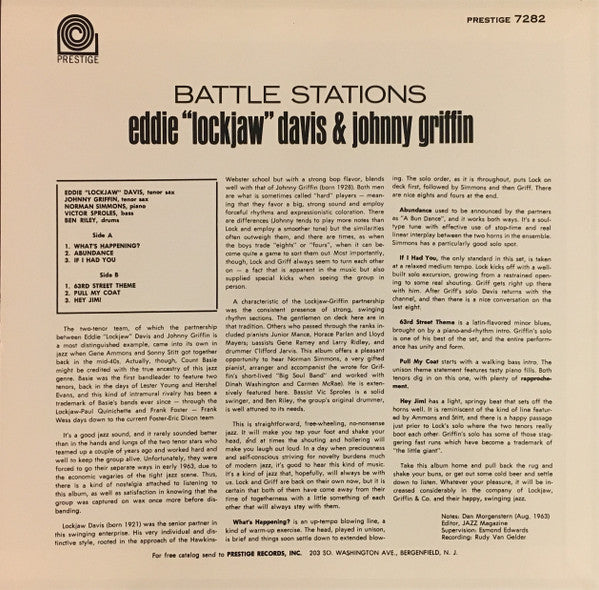 PRESTIGE 7282
PRESTIGE
BATTLE STATIONS
eddie "lockjaw" davis & johnny griffin
EDDIE "LOCKJAW" DAVIS, tenor sax
JOHNNY GRIFFIN, tenor sax
NORMAN SIMMONS, piano
VICTOR SPROLES, bass
BEN RILEY, drums
Side A
1. WHAT'S HAPPENING?
2. ABUNDANCE
3. IF I HAD YOU
Side B
1. 63RD STREET THEME
2. PULL MY COAT
3. HEY JIM!
The two-tenor team, of which the partnership
between Eddie "Lockjaw" Davis and Johnny Griffin is
a most distinguished example, came into its own in
jazz when Gene Ammons and Sonny Stitt got together
back in the mid-40s. Actually, though, Count Basie
might be credited with the true ancestry of this jazz
genre. Basie was the first bandleader to feature two
tenors, back in the days of Lester Young and Hershel
Evans, and this kind of intramural rivalry has been a
trademark of Basie's bands ever since — through the
Lockjaw-Paul Quinichette and Frank Foster — Frank
Wess days down to the current Foster-Eric Dixon team.
It's a good jazz sound, and it rarely sounded better
than in the hands and lungs of the two tenor stars who
teamed up a couple of years ago and worked hard and
well to keep the group alive. Unfortunately, they were
forced to go their separate ways in early 1963, due to
the economic vagaries of the tight jazz scene. Thus
there is a kind of nostalgia attached to listening to
this album, as well as satisfaction in knowing that the
group was captured on wax once more before dis-
banding.
Lockjaw Davis (born 1921) was the senior partner in
this swinging enterprise. His very individual and dis-
tinctive style, rooted in the approach of the Hawkins-
Webster school but with a strong bop flavor, blends
well with that of Johnny Griffin (born 1928). Both men
are what is sometimes called "hard" players — mean-
ing that they favor a big, strong sound and employ
forceful rhythms and expressionistic coloration. There
are differences (Johnny tends to play more notes than
Lock and employ a smoother tone) but the similarities
often outweigh them, and there are times, as when
the boys trade "eights" or "fours", when it can be-
come quite a game to sort them out. Most importantly,
though, Lock and Griff always seem to turn each other
on — a fact that is apparent in the music but also
supplied special kicks when seeing the group in
person.
A characteristic of the Lockjaw-Griffin partnership
was the consistent presence of strong, swinging
rhythm sections. The gentlemen on deck here are in
that tradition. Others who passed through the ranks in-
cluded pianists Junior Mance, Horace Parlan and Lloyd
Mayers; bassists Gene Ramey and Larry Ridley, and
drummer Clifford Jarvis. This album offers a pleasant
opportunity to hear Norman Simmons, a very gifted
pianist, arranger and accompanist (he wrote for Grif-
fin's short-lived "Big Soul Band" and worked with
Dinah Washington and Carmen McRae). He is exten-
sively featured here. Bassist Vic Sproles is a solid
swinger, and Ben Riley, the group's original drummer,
is well attuned to its needs.
This is straightforward, free-wheeling, no-nonsense
jazz. It will make you tap your foot and shake your
head, and at times the shouting and hollering will
make you laugh out loud. In a day when preciousness
and self-conscious striving for novelty burdens much
of modern jazz, it's good to hear this kind of music.
It's a kind of jazz that, hopefully, will always be with
us. Lock and Griff are back on their own now, but it is
certain that both of them have come away from their
time of togetherness with a little something of each
other that will always stay with them.
What's Happening? is an up-tempo blowing line, a
kind of warm-up exercise. The head, played in unison,
is brief and things soon settle down to extended blow-
ing. The solo order, as it is throughout, puts Lock on
deck first, followed by Simmons and then Griff. There
are nice eights and fours at the end.
Abundance used to be announced by the partners
as "A Bun Dance", and it works both ways. It's a soul-
type tune with effective use of stop-time and real
linear interplay between the two horns in the ensemble.
Simmons has a particularly good solo spot.
If I Had You, the only standard in this set, is taken
at a relaxed medium tempo. Lock kicks off with a well-
built solo excursion, growing from a restrained open-
ing to some real shouting. Griff gets right up there
with him. After Griff's solo, Davis returns with the
channel, and then there is a nice conversation on the
last eight.
63rd Street Theme is a latin-flavored minor blues,
brought on by a piano-and-rhythm intro. Griffin's solo
is one of his best of the set, and the entire perform-
ance has unity and form.
Pull My Coat starts with a walking bass intro. The
unison theme statement features tasty piano fills. Both
tenors dig in on this one, with plenty of rapproche-
ment.
Hey Jim! has a light, springy beat that sets off the
horns well. It is reminiscent of the kind of line featur-
ed by Ammons and Stitt, and there is a happy passage
just prior to Lock's solo where the two tenors really
boot each other. Griffin's solo has some of those stag-
gering fast runs which have become a trademark of
"the little giant".
Take this album home and pull back the rug and
shake your buns, or get some cold beer and settle
down to listen. Whatever your pleasure, it will be in-
creased considerably in the company of Lockjaw,
Griffin & Co. and their happy, swinging jazz.
Notes: Dan Morgenstern (Aug. 1963)
Editor, JAZZ Magazine
Supervision: Esmond Edwards
Recording: Rudy Van Gelder
For free catalog send to PRESTIGE RECORDS, INC. 203 SO. WASHINGTON AVE., BERGENFIELD, N. J.